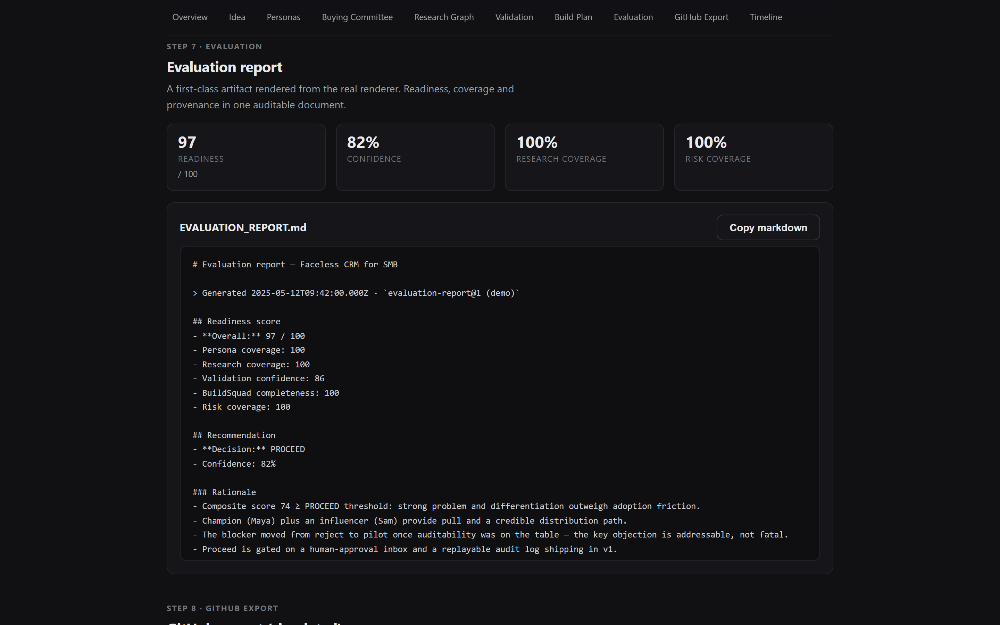 Overview Idea Personas Buying Committee Research Graph Validation Build Plan Evaluation GitHub Export Timeline
STEP 7 · EVALUATION
Evaluation report
A first-class artifact rendered from the real renderer. Readiness, coverage and
provenance in one auditable document.
97
READINESS
/ 100
82%
CONFIDENCE
100%
RESEARCH COVERAGE
100%
RISK COVERAGE
EVALUATION_REPORT.md
Copy markdown
# Evaluation report — Faceless CRM for SMB
> Generated 2025-05-12T09:42:00.000Z · `evaluation-report@1 (demo)`
## Readiness score
- **Overall:** 97 / 100
- Persona coverage: 100
- Research coverage: 100
- Validation confidence: 86
- BuildSquad completeness: 100
- Risk coverage: 100
## Recommendation
- **Decision:** PROCEED
- Confidence: 82%
### Rationale
- Composite score 74 ≥ PROCEED threshold: strong problem and differentiation outweigh adoption friction.
- Champion (Maya) plus an influencer (Sam) provide pull and a credible distribution path.
- The blocker moved from reject to pilot once auditability was on the table — the key objection is addressable, not fatal.
- Proceed is gated on a human-approval inbox and a replayable audit log shipping in v1.
STEP 8 · GITHUB EXPORT